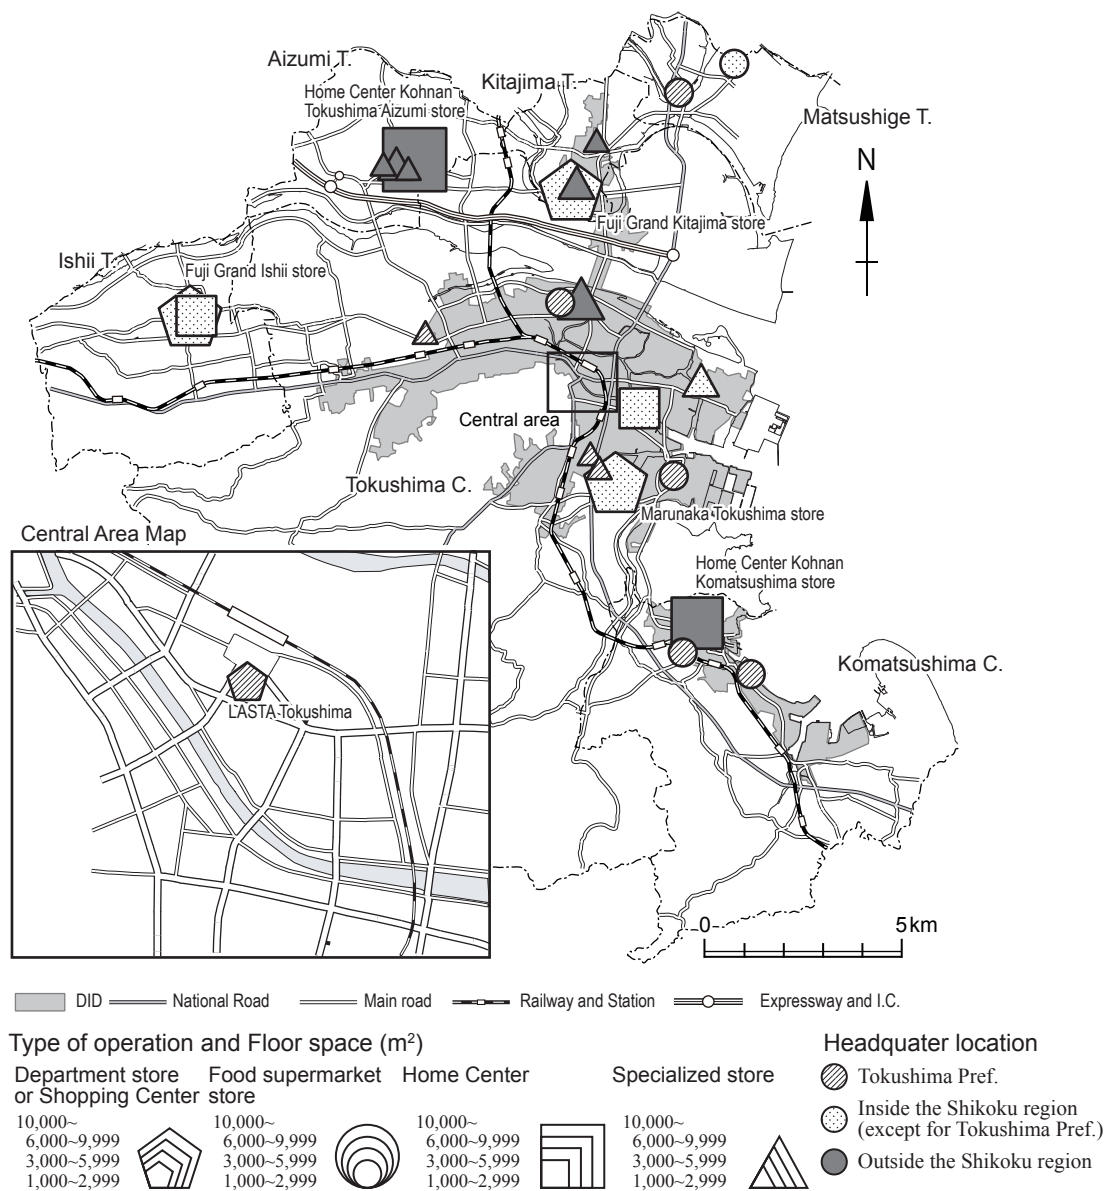 Aizumi T.
Home Center Kohnan
Tokushima Aizumi store
Kitajima T.
Matsushige T.
N
Fuji Grand Kitajima store
Ishii T.
Fuji Grand Ishii store
Central area
Tokushima C.
Marunaka Tokushima store
Central Area Map
Home Center Kohnan
Komatsushima store
Komatsushima C.
LASTA Tokushima
0 5km
DID National Road Main road Railway and Station Expressway and I.C.
Type of operation and Floor space (m²)
Department store
or Shopping Center
10,000~
6,000~9,999
3,000~5,999
1,000~2,999
Food supermarket
store
10,000~
6,000~9,999
3,000~5,999
1,000~2,999
Home Center
10,000~
6,000~9,999
3,000~5,999
1,000~2,999
Specialized store
10,000~
6,000~9,999
3,000~5,999
1,000~2,999
Headquater location
Tokushima Pref.
Inside the Shikoku region
(except for Tokushima Pref.)
Outside the Shikoku region